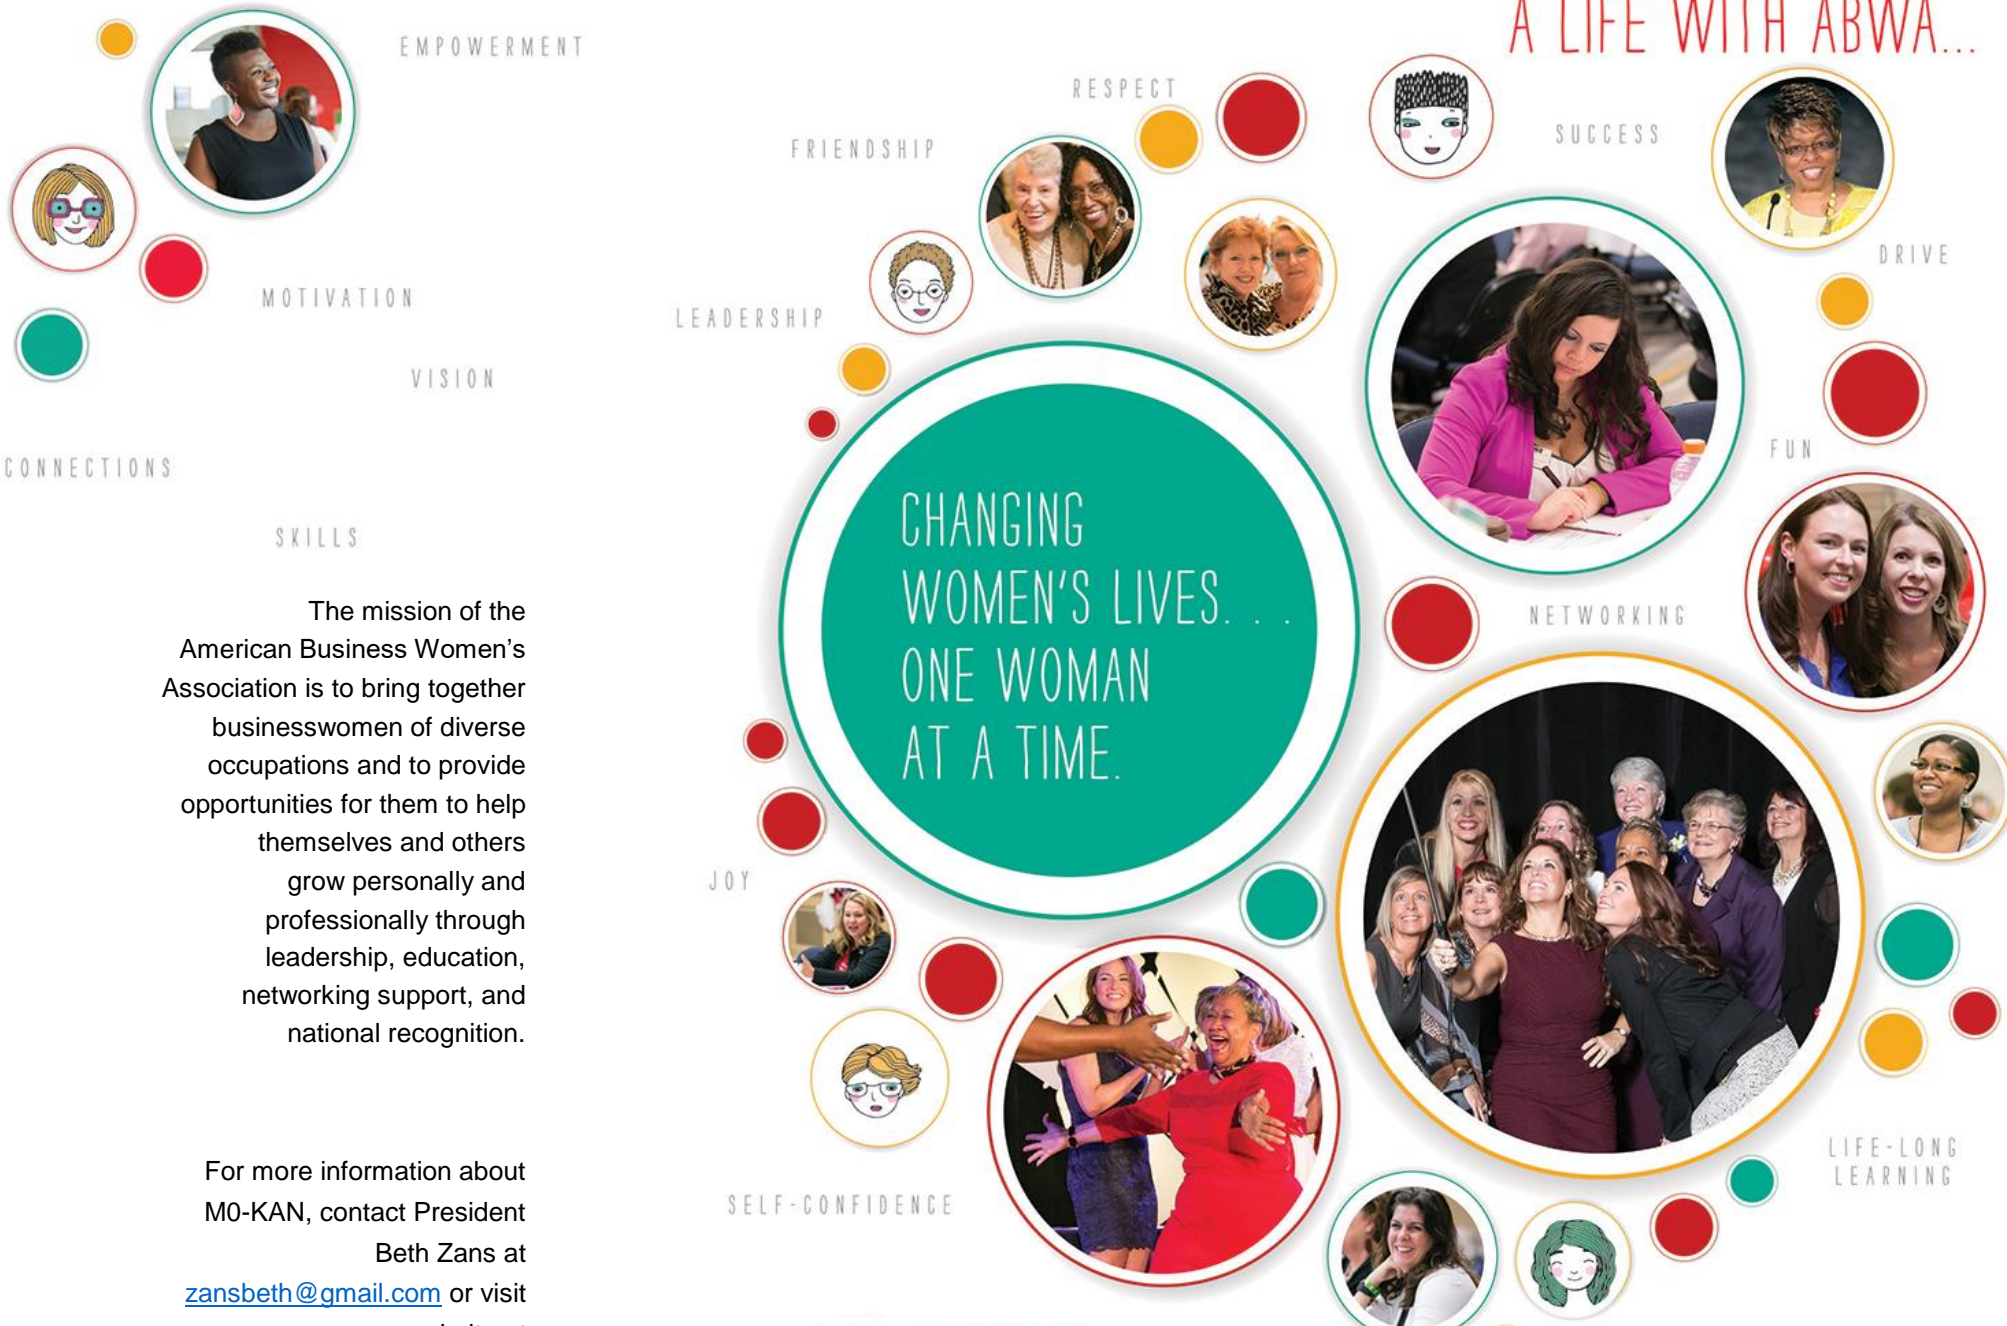 EMPOWERMENT
MOTIVATION
VISION
CONNECTIONS
SKILLS
The mission of the
American Business Women's
Association is to bring together
businesswomen of diverse
occupations and to provide
opportunities for them to help
themselves and others
grow personally and
professionally through
leadership, education,
networking support, and
national recognition.
For more information about
M0-KAN, contact President
Beth Zans at
zansbeth@gmail.com or visit
A LIFE WITH ABWA...
RESPECT
FRIENDSHIP
SUCCESS
DRIVE
LEADERSHIP
FUN
CHANGING
WOMEN'S LIVES. . .
ONE WOMAN
AT A TIME.
NETWORKING
JOY
SELF-CONFIDENCE
LIFE-LONG
LEARNING